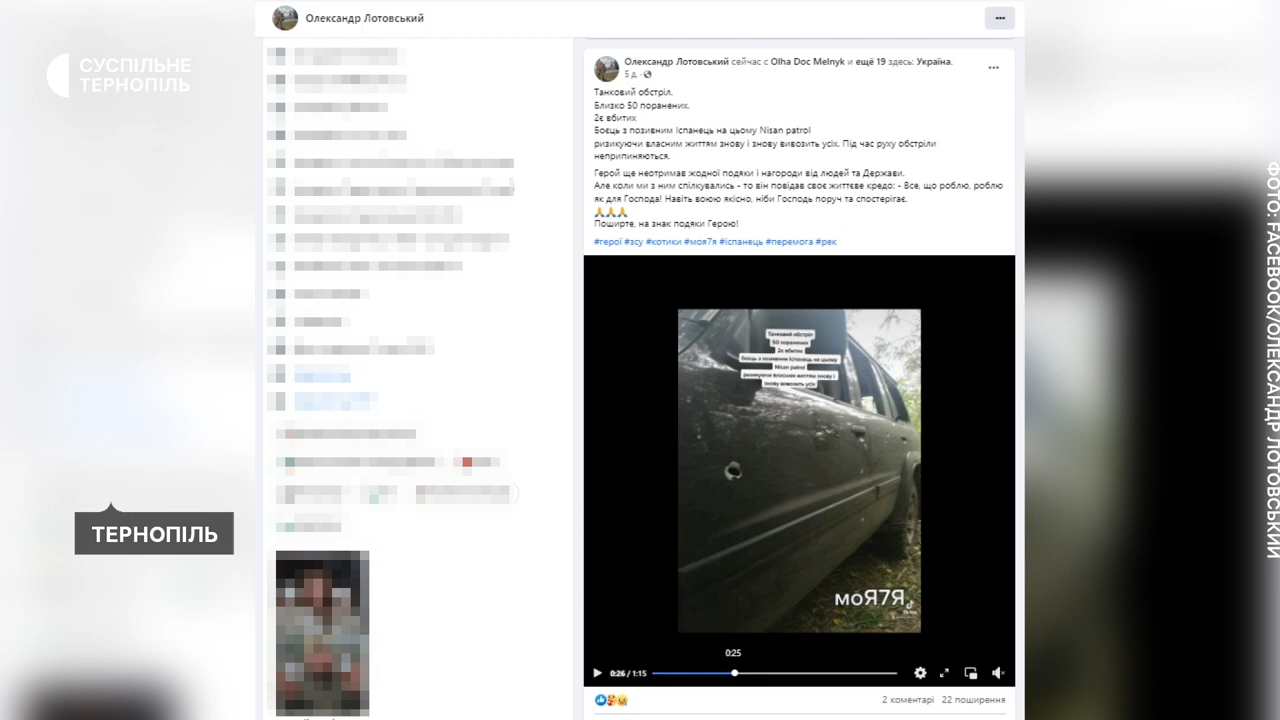 Олександр Лотовський
СУСПІЛЬНЕ
ТЕРНОПІЛЬ
Олександр Лотовський сейчас с Olha Doc Melnyk и ещё 19 здесь: Україна.
5 д. ·
Танковий обстріл.
Близко 50 поранених.
2є вбитих
Боєць з позивним Іспанець на цьому Nisan patrol
ризикуючи власним життям знову і знову вивозить усіх. Під час руху обстріли
неприпиняються.
Герой ще неотримав жодної подяки і нагороди від людей та Держави.
Але коли ми з ним спілкувались - то він повідав своє життєве кредо: - Все, що роблю, роблю
як для Господа! Навіть воюю якісно, ніби Господь поруч та спостерігає.
🙏🙏🙏
Поширте, на знак подяки Герою!
#герої #зсу #котики #моя7я #іспанець #перемога #рек
Танковий обстріл
50 поранених
2є вбитих
боєць з позивним Іспанець на цьому
Nisan patrol
ризикуючи власним життям знову і
знову вивозить усіх
моЯ7Я
0:25
0:26 / 1:15
2 коментарі 22 поширення
ТЕРНОПІЛЬ
ФОТО: FACEBOOK/ОЛЕКСАНДР ЛОТОВСЬКИЙ